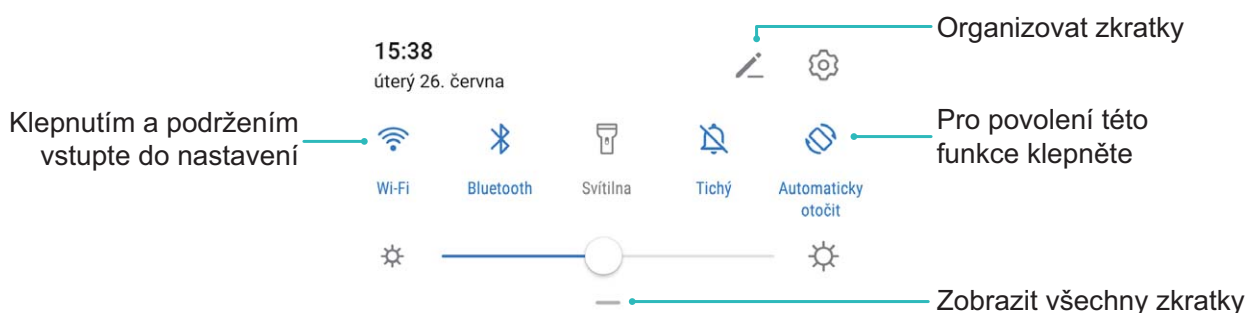 Organizovat zkratky
15:38
úterý 26. června
Klepnutím a podržením
vstupte do nastavení
Pro povolení této
funkce klepněte
Wi-Fi
Bluetooth
Svítilna
Tichý
Automaticky
otočit
Zobrazit všechny zkratky